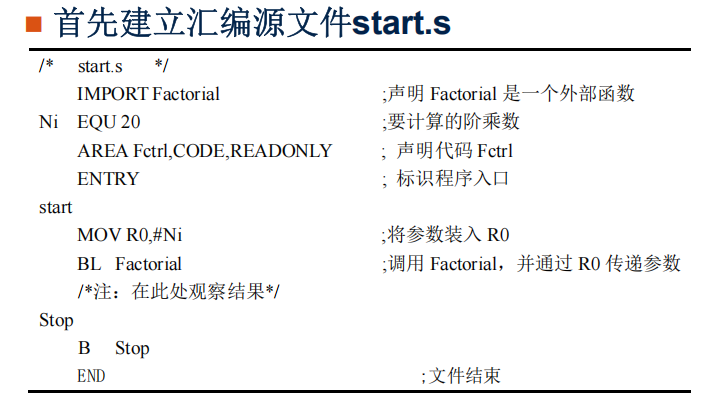 首先建立汇编源文件start.s
/* start.s */
IMPORT Factorial ;声明 Factorial 是一个外部函数
Ni EQU 20 ;要计算的阶乘数
AREA Fctrl,CODE,READONLY ; 声明代码 Fctrl
ENTRY ; 标识程序入口
start
MOV R0,#Ni ;将参数装入 R0
BL Factorial ;调用 Factorial，并通过 R0 传递参数
/*注：在此处观察结果*/
Stop
B Stop
END ;文件结束